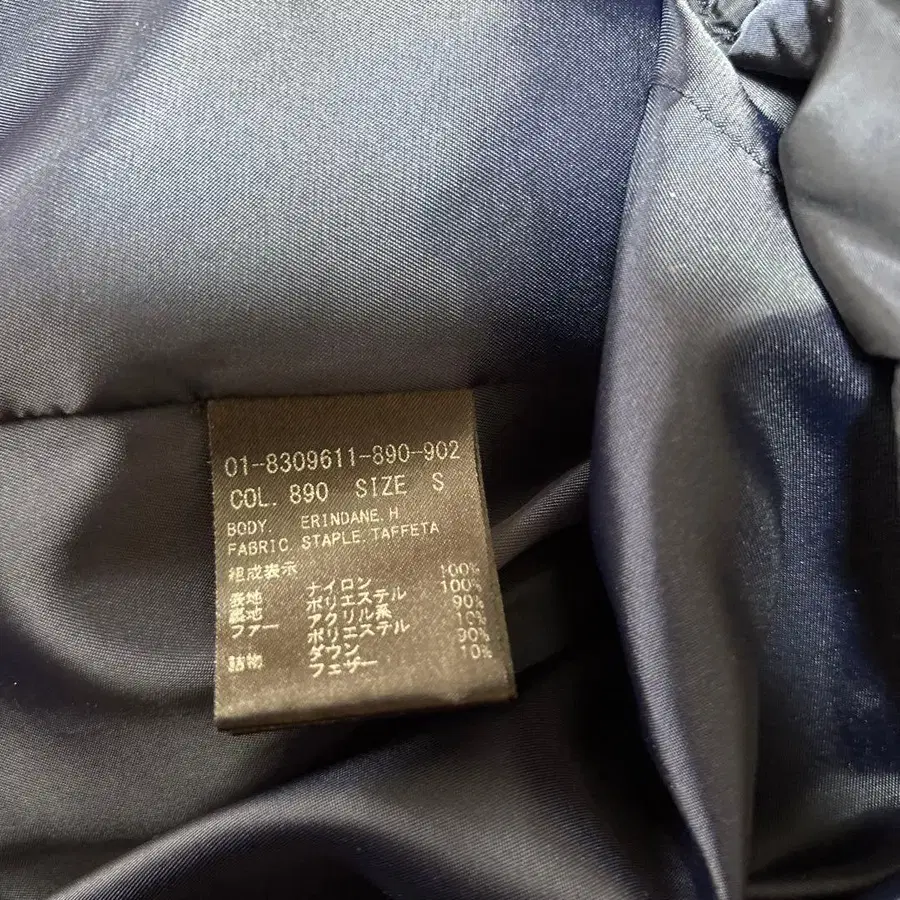 01-8309611-890-902
COL. 890 SIZE S
BODY. ERINDANE.H
FABRIC. STAPLE.TAFFETA
組成表示
表地 ナイロン 100%
裏地 ポリエステル 100%
ファー アクリル系 90%
ポリエステル 10%
詰物 ダウン 90%
フェザー 10%